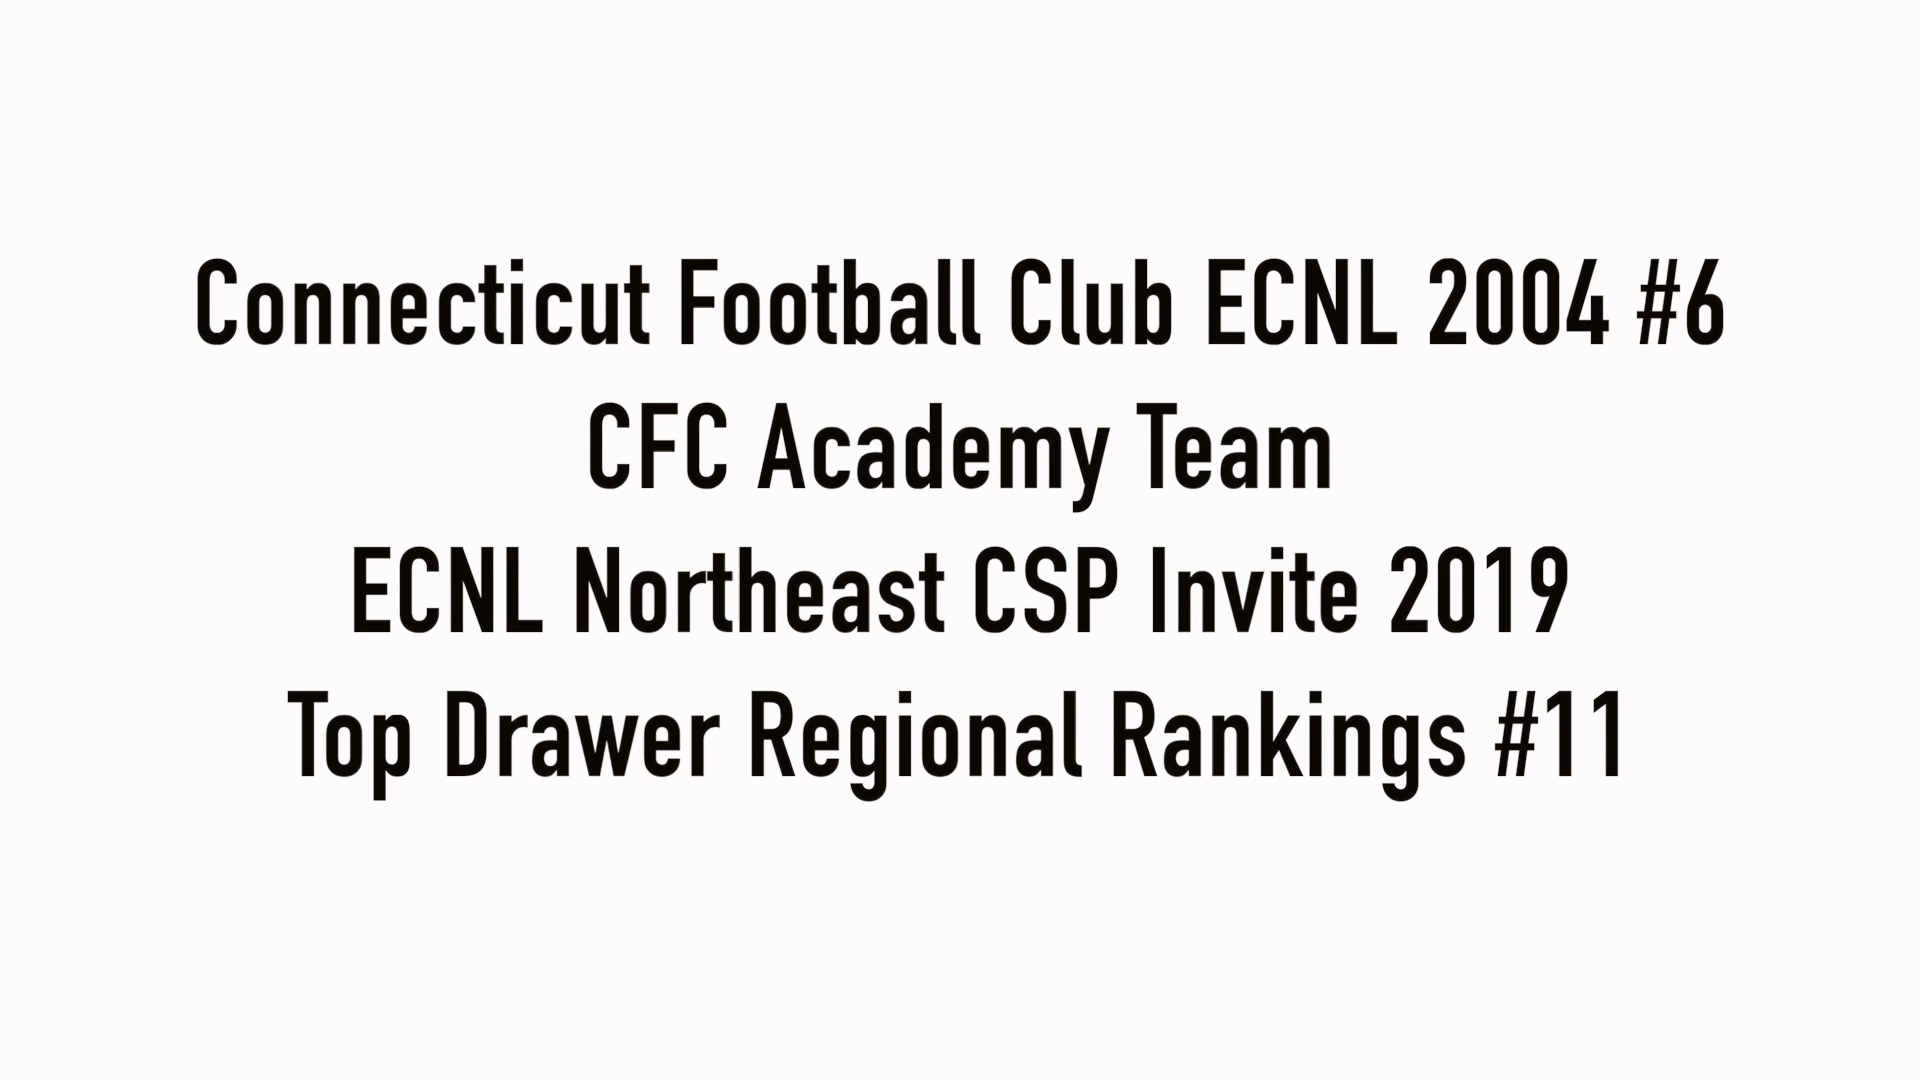 Connecticut Football Club ECNL 2004 #6
CFC Academy Team
ECNL Northeast CSP Invite 2019
Top Drawer Regional Rankings #11